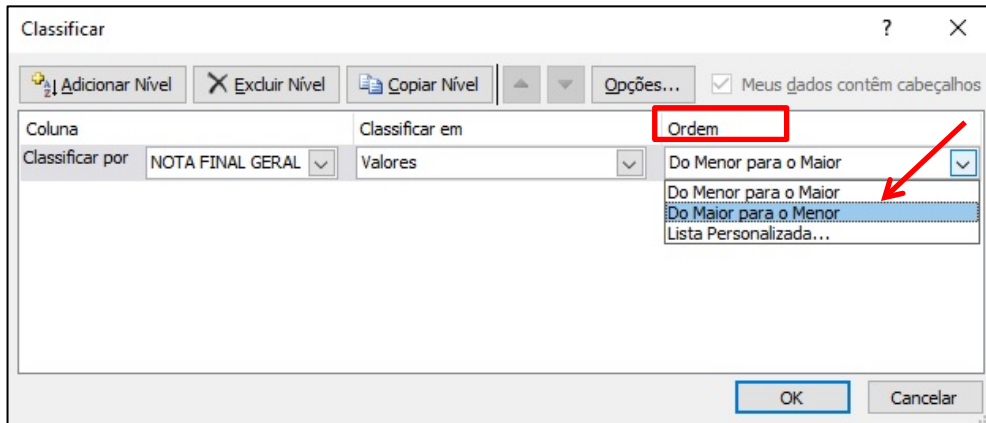 Classificar ?
Adicionar Nível Excluir Nível Copiar Nível Opções... Meus dados contêm cabeçalhos
Coluna Classificar em Ordem
Classificar por NOTA FINAL GERAL Valores Do Menor para o Maior
Do Menor para o Maior
Do Maior para o Menor
Lista Personalizada...
OK Cancelar